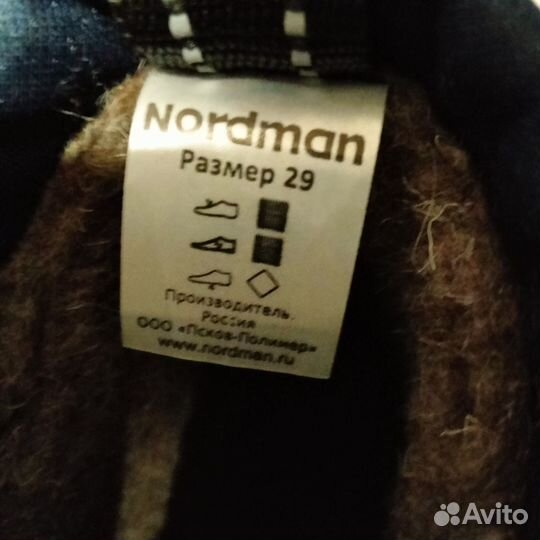 Nordman
Размер 29
Производитель:
Россия
ООО «Псков-Полимер»
www.nordman.ru
Avito